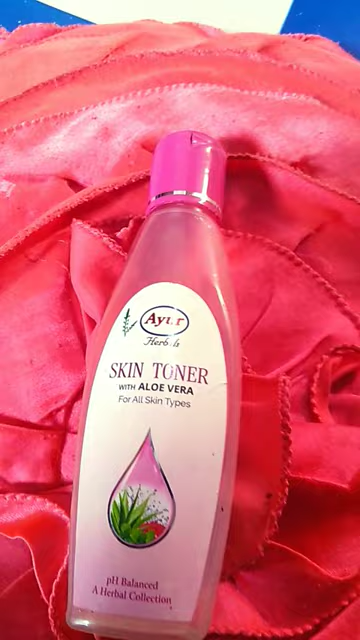 Ayur
Herbals
SKIN TONER
WITH ALOE VERA
For All Skin Types
pH Balanced
A Herbal Collection